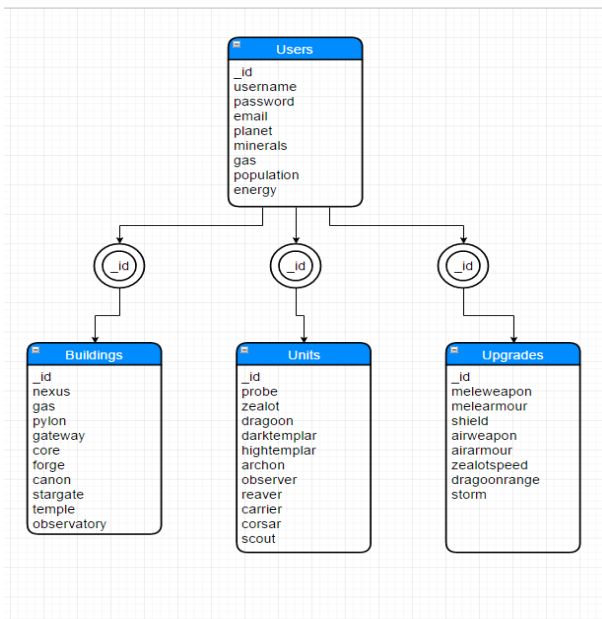 Users
_id
username
password
email
planet
minerals
gas
population
energy
_id
_id
_id
Buildings
_id
nexus
gas
pylon
gateway
core
forge
canon
stargate
temple
observatory
Units
_id
probe
zealot
dragoon
darktemplar
hightemplar
archon
observer
reaver
carrier
corsar
scout
Upgrades
_id
meleweapon
melearmour
shield
airweapon
airarmour
zealotspeed
dragoonrange
storm